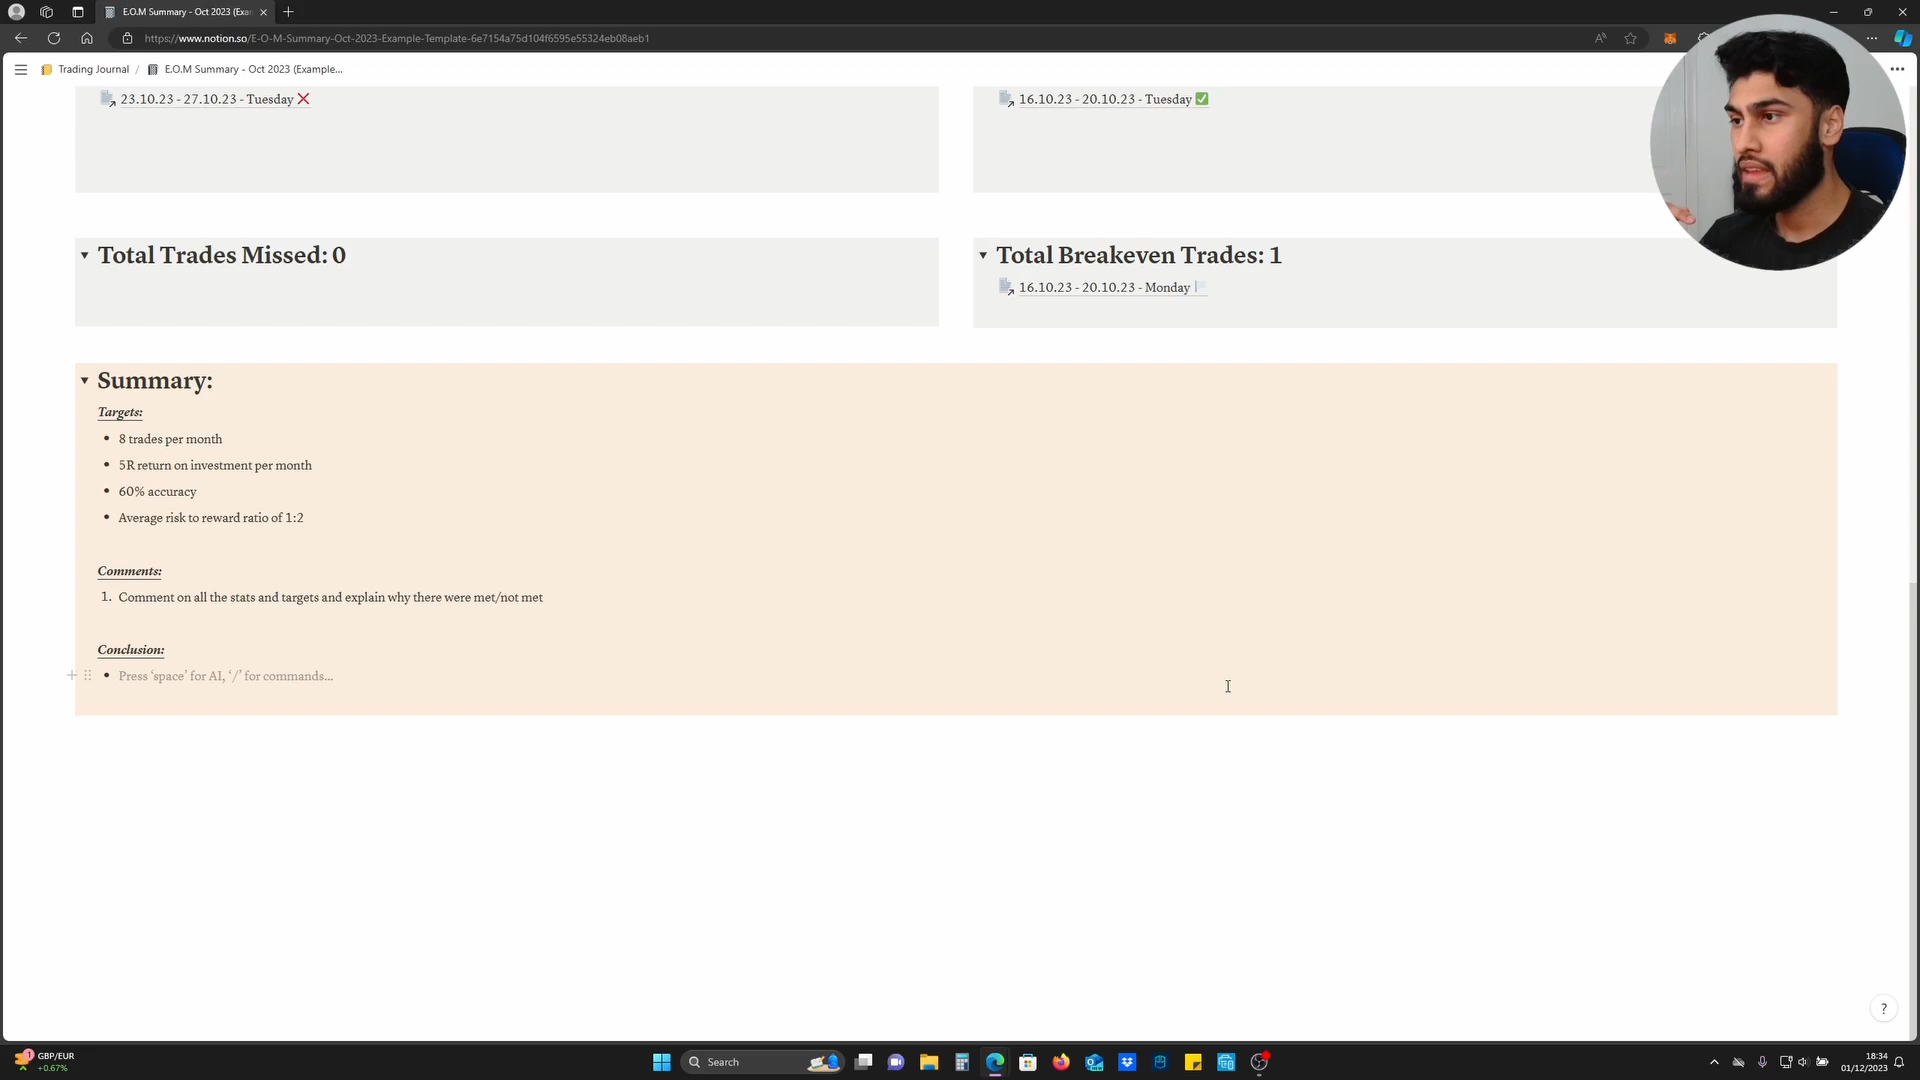 E.O.M Summary - Oct 2023 (Exa
https://www.notion.so/E-O-M-Summary-Oct-2023-Example-Template-6e7154a75d104f6595e55324eb08aeb1
Trading Journal / E.O.M Summary - Oct 2023 (Example...
23.10.23 - 27.10.23 - Tuesday ❌
16.10.23 - 20.10.23 - Tuesday ✅
Total Trades Missed: 0
Total Breakeven Trades: 1
16.10.23 - 20.10.23 - Monday
Summary:
Targets:
• 8 trades per month
• 5R return on investment per month
• 60% accuracy
• Average risk to reward ratio of 1:2
Comments:
1. Comment on all the stats and targets and explain why there were met/not met
Conclusion:
• Press ‘space’ for AI, ‘/’ for commands...
?
1
GBP/EUR
+0.67%
Search
18:34
01/12/2023